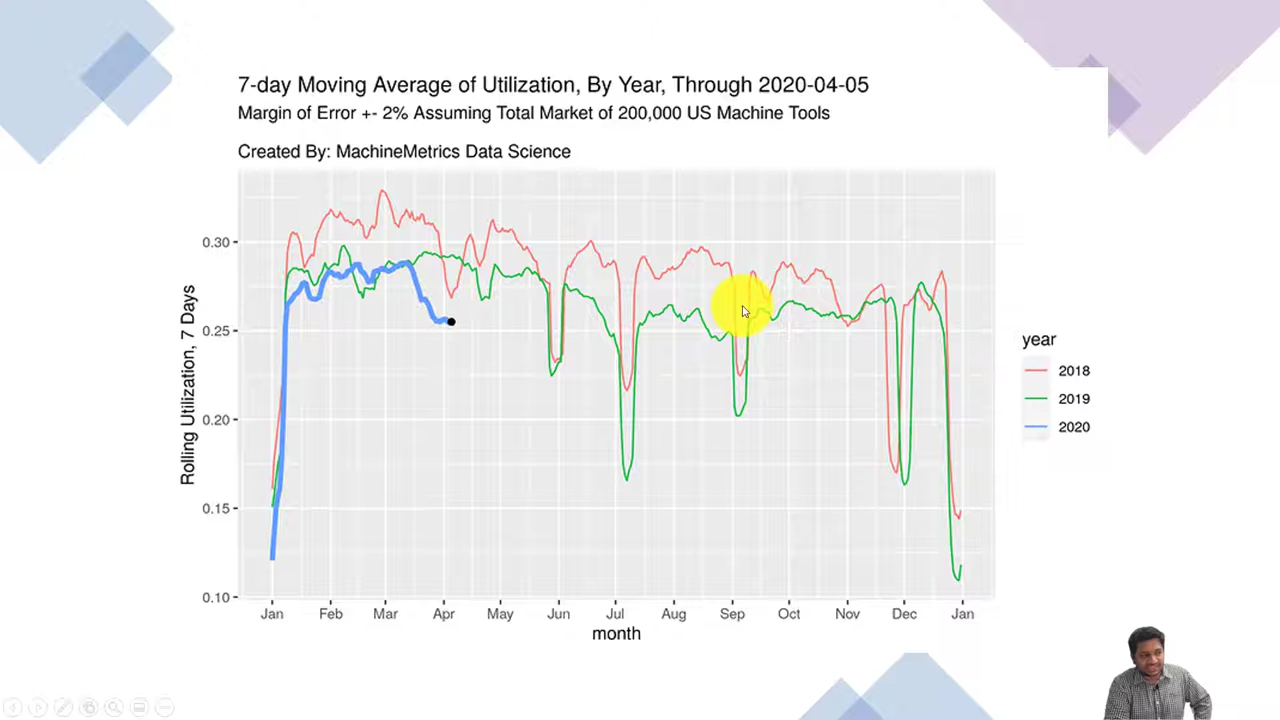 7-day Moving Average of Utilization, By Year, Through 2020-04-05
Margin of Error +- 2% Assuming Total Market of 200,000 US Machine Tools
Created By: MachineMetrics Data Science
Rolling Utilization, 7 Days
0.30
0.25
0.20
0.15
0.10
Jan Feb Mar Apr May Jun Jul Aug Sep Oct Nov Dec Jan
month
year
2018
2019
2020